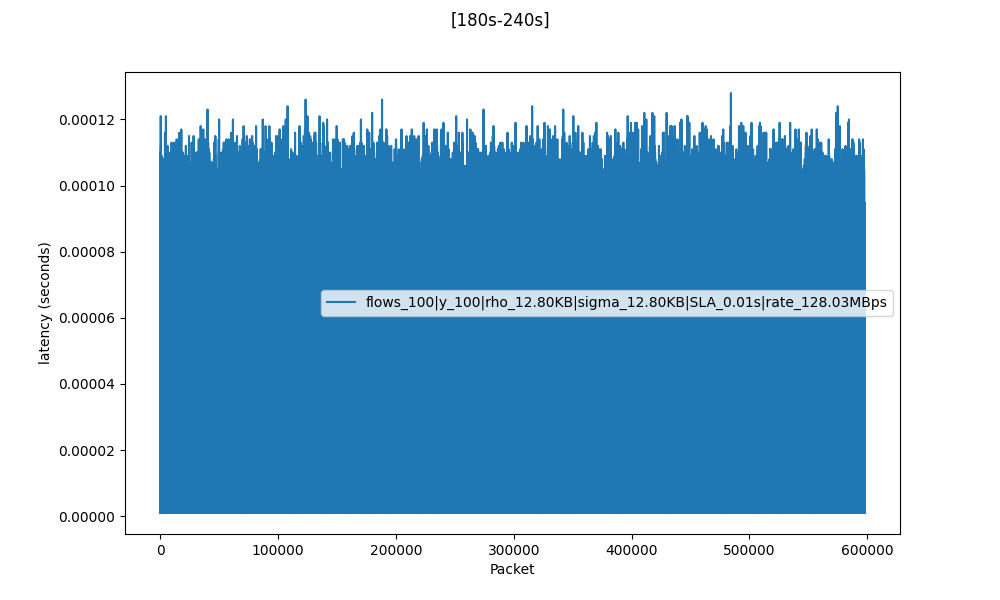 [180s-240s]
latency (seconds)
0.00012
0.00010
0.00008
0.00006
0.00004
0.00002
0.00000
flows_100|y_100|rho_12.80KB|sigma_12.80KB|SLA_0.01s|rate_128.03MBps
0 100000 200000 300000 400000 500000 600000
Packet